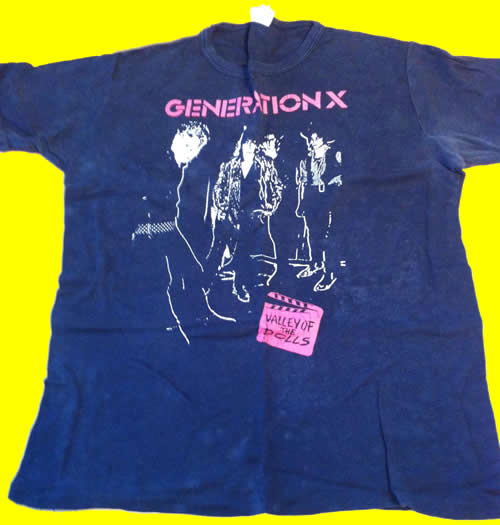 GENERATION X
VALLEY OF
THE
DOLLS